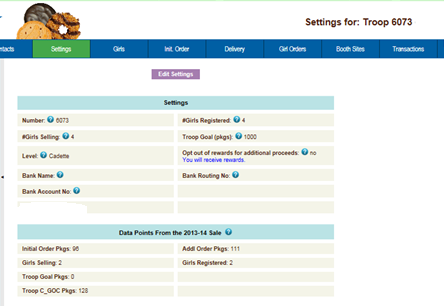 Settings for: Troop 6073
ntacts Settings Girls Init. Order Delivery Girl Orders Booth Sites Transactions
Edit Settings
Settings
Number: ? 6073 #Girls Registered: ? 4
#Girls Selling: ? 4 Troop Goal (pkgs): ? 1000
Level: ? Cadette Opt out of rewards for additional proceeds: ? no
You will receive rewards.
Bank Name: ? Bank Routing No: ?
Bank Account No: ?
Data Points From the 2013-14 Sale ?
Initial Order Pkgs: 96 Addl Order Pkgs: 111
Girls Selling: 2 Girls Registered: 2
Troop Goal Pkgs: 0
Troop C_GOC Pkgs: 128